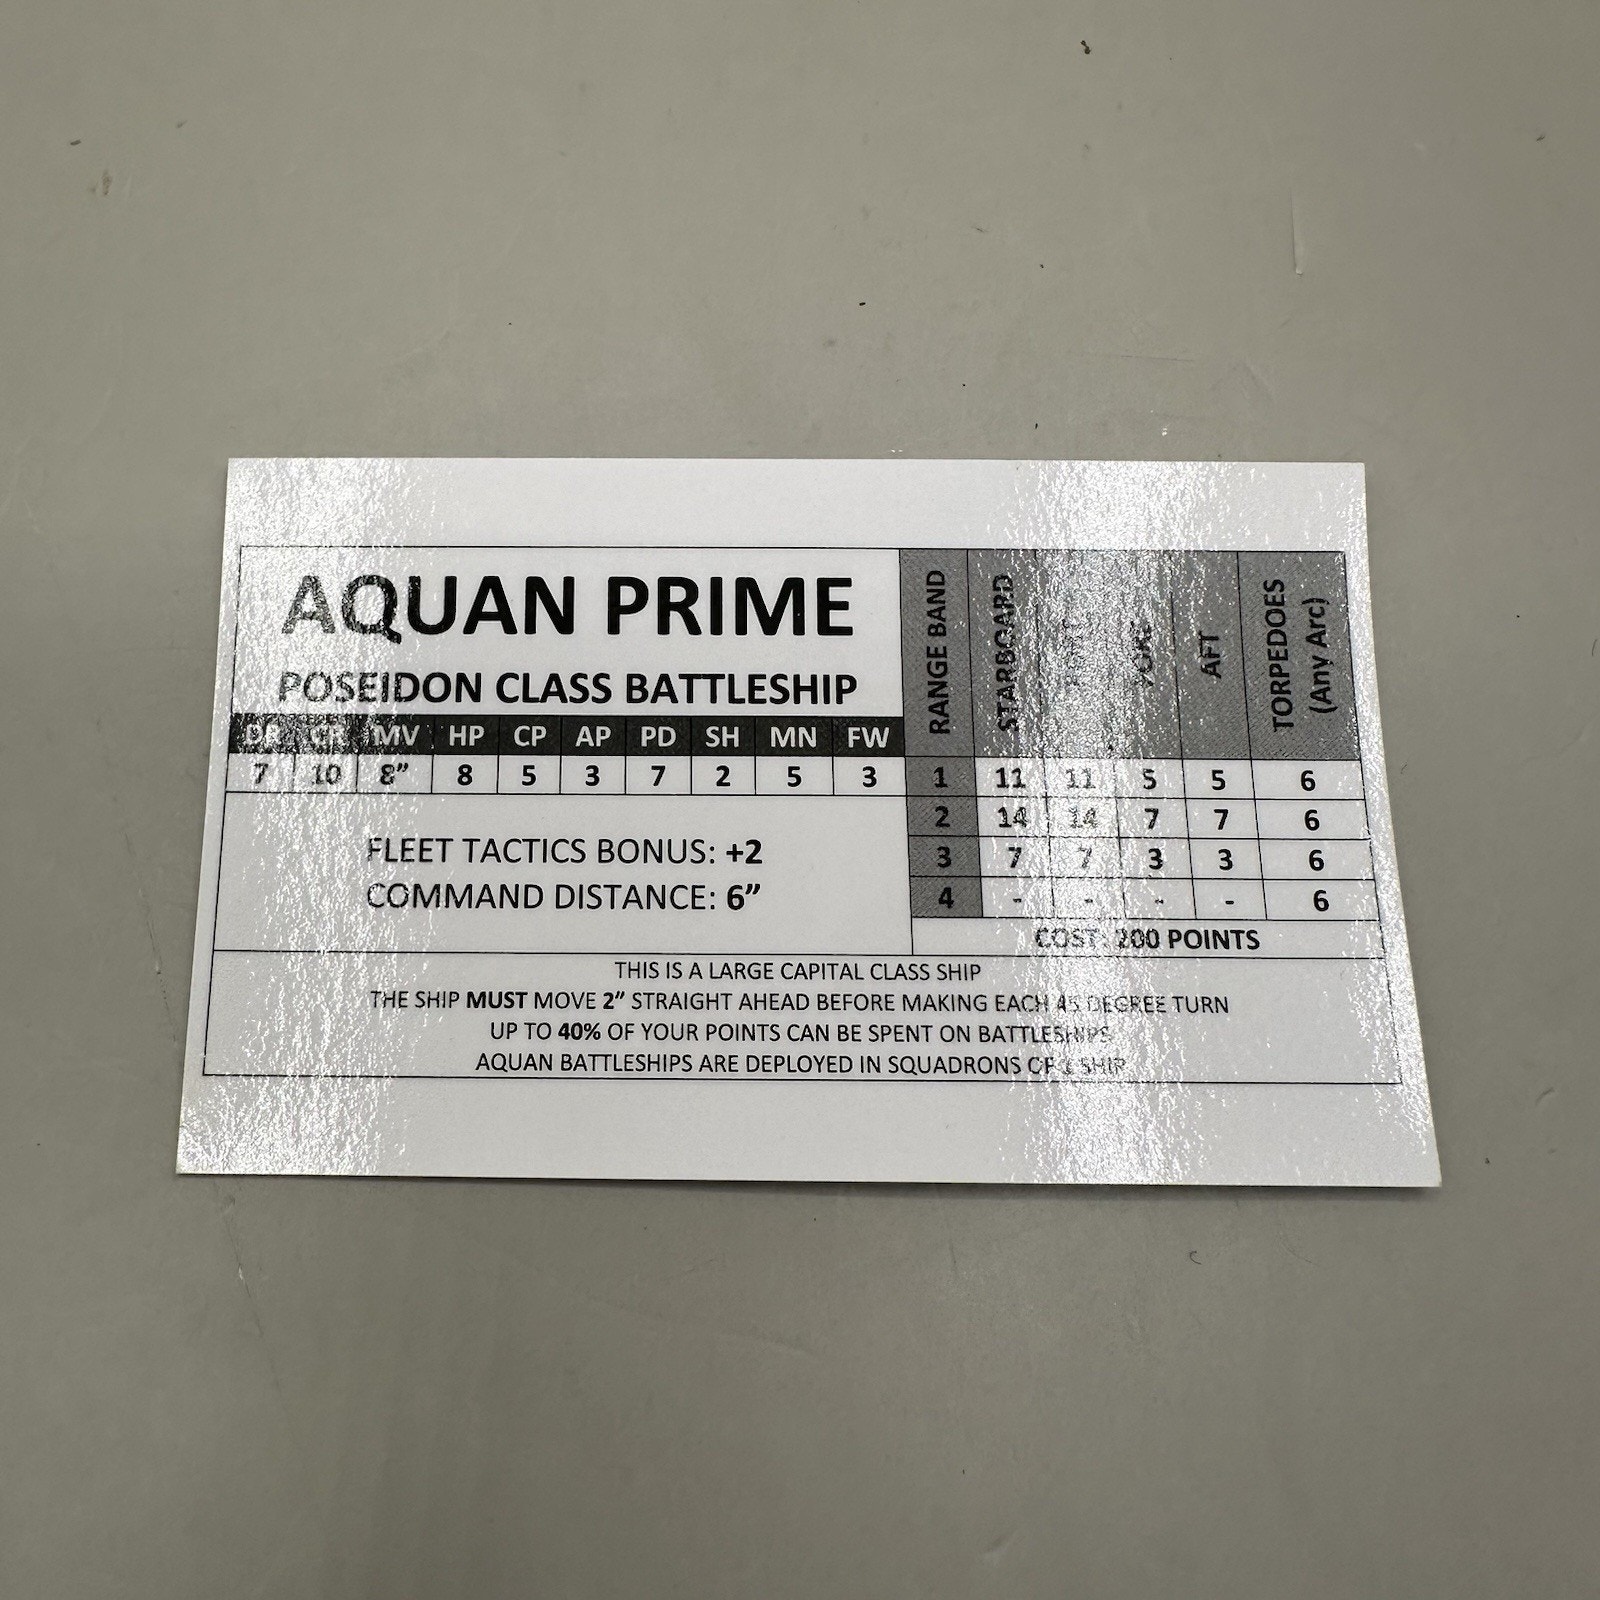 AQUAN PRIME
POSEIDON CLASS BATTLESHIP
DR CR MV HP CP AP PD SH MN FW
7 10 8” 8 5 3 7 2 5 3
FLEET TACTICS BONUS: +2
COMMAND DISTANCE: 6”
RANGE BAND STARBOARD FORE AFT TORPEDOES (Any Arc)
1 11 11 5 5 6
2 14 14 7 7 6
3 7 7 3 3 6
4 - - - - 6
COST: 200 POINTS
THIS IS A LARGE CAPITAL CLASS SHIP
THE SHIP MUST MOVE 2” STRAIGHT AHEAD BEFORE MAKING EACH 45 DEGREE TURN
UP TO 40% OF YOUR POINTS CAN BE SPENT ON BATTLESHIPS
AQUAN BATTLESHIPS ARE DEPLOYED IN SQUADRONS OF 1 SHIP